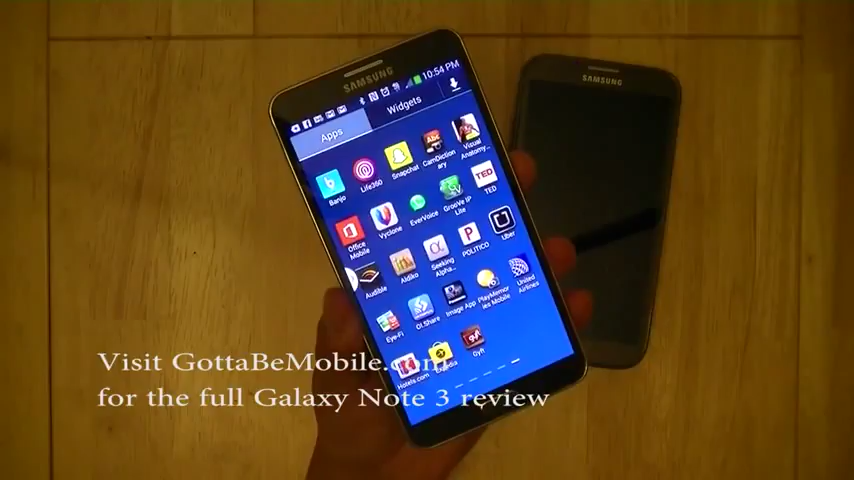 SAMSUNG
10:54 PM
Apps
Widgets
Banjo
Life360
Snapchat
CamDictionary
Visual Anatomy...
Office Mobile
Vyclone
EverVoice
GrooVe IP Lite
TED
TED
Audible
Aldiko
Seeking Alpha...
POLITICO
Uber
Eye-Fi
OI.Share
Image App
PlayMemories Mobile
United Airlines
Hotels.com
Expedia
Gyft
SAMSUNG
Visit GottaBeMobile.com
for the full Galaxy Note 3 review